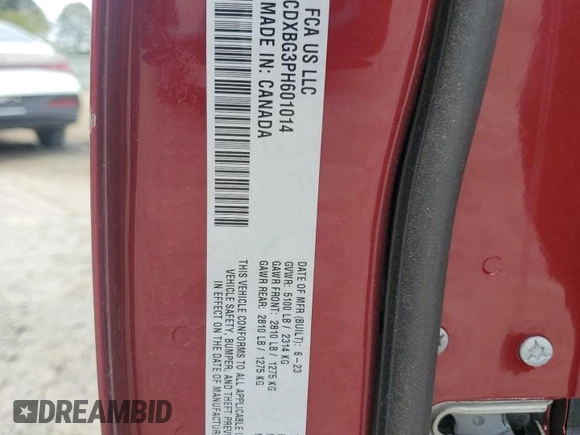 FCA US LLC
CDXBG3PH601014
MADE IN: CANADA
DATE OF MFR (BUILT): 6-23
GVWR: 5100 LB / 2314 KG
GAWR FRONT: 2810 LB / 1275 KG
GAWR REAR: 2810 LB / 1275 KG
THIS VEHICLE CONFORMS TO ALL APPLICABLE
VEHICLE SAFETY, BUMPER, AND THEFT PREVE
IN EFFECT ON THE DATE OF MANUFACTUR
DREAMBID